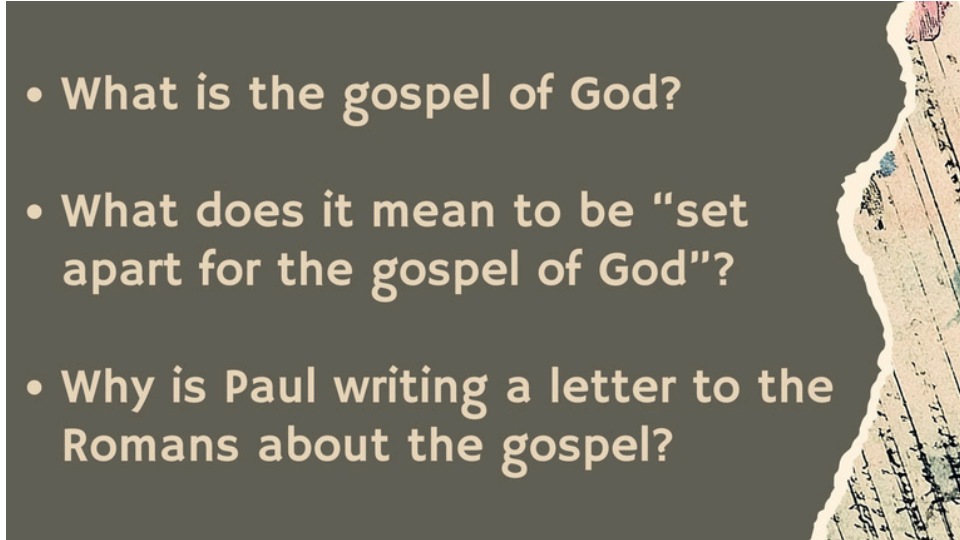 • What is the gospel of God?
• What does it mean to be “set
apart for the gospel of God”?
• Why is Paul writing a letter to the
Romans about the gospel?